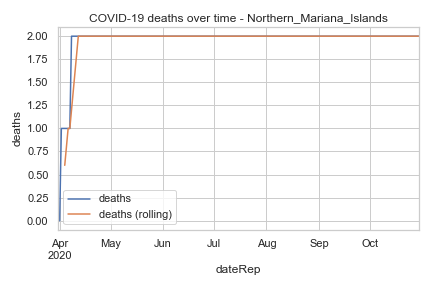 COVID-19 deaths over time - Northern_Mariana_Islands
deaths
2.00
1.75
1.50
1.25
1.00
0.75
0.50
0.25
0.00
deaths
deaths (rolling)
Apr May Jun Jul Aug Sep Oct
2020
dateRep